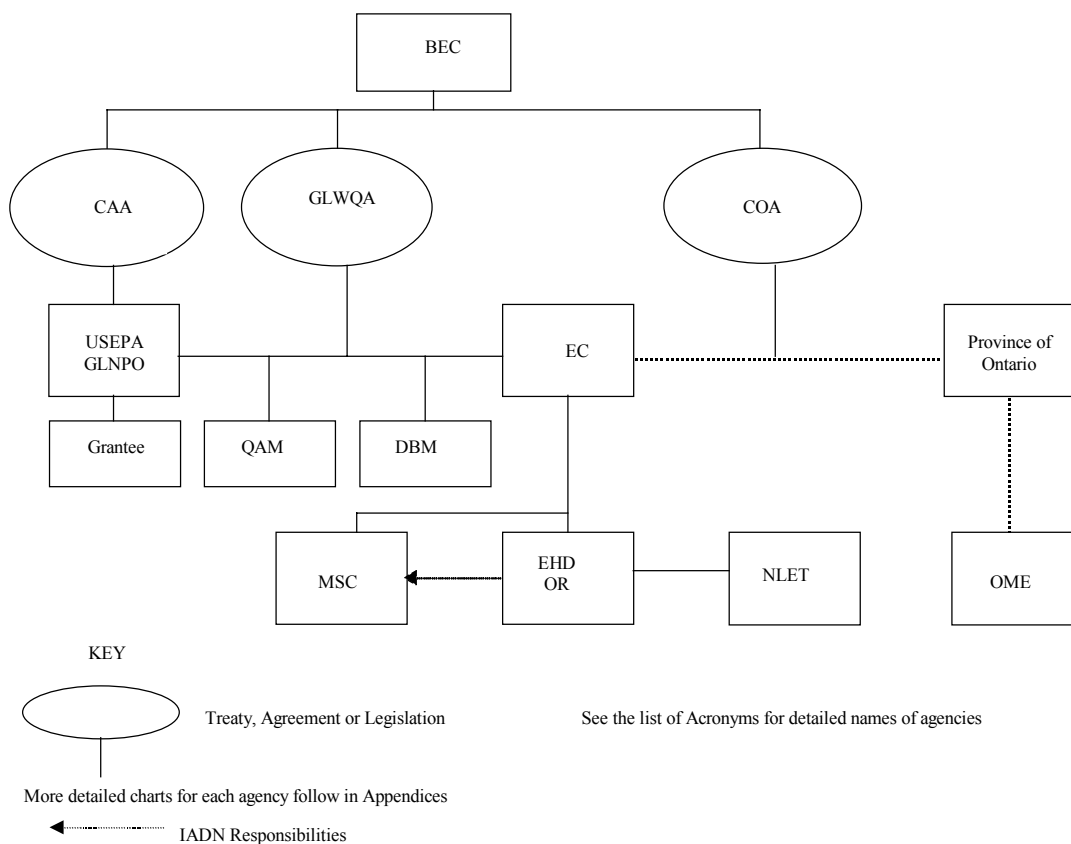 BEC
CAA
GLWQA
COA
USEPA
GLNPO
EC
Province of
Ontario
Grantee
QAM
DBM
MSC
EHD
OR
NLET
OME
KEY
Treaty, Agreement or Legislation
See the list of Acronyms for detailed names of agencies
More detailed charts for each agency follow in Appendices
IADN Responsibilities